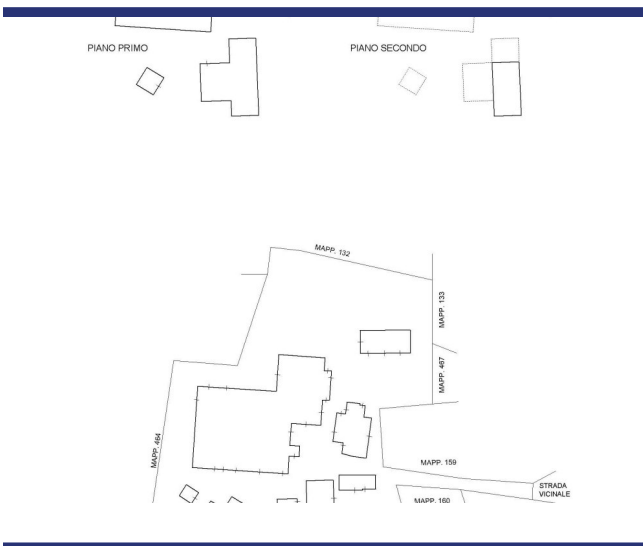 PIANO PRIMO
PIANO SECONDO
MAPP. 132
MAPP. 133
MAPP. 467
MAPP. 464
MAPP. 159
STRADA
VICINALE
MAPP. 160